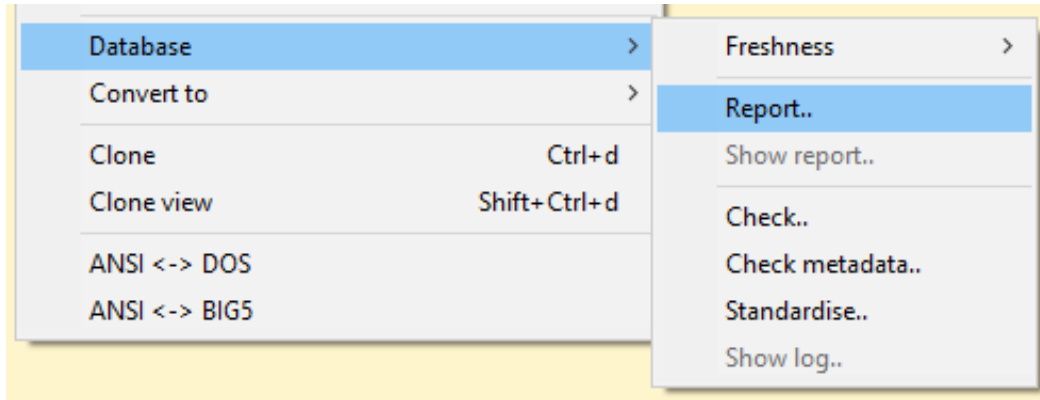 Database >
Convert to >
Clone Ctrl+d
Clone view Shift+Ctrl+d
ANSI <-> DOS
ANSI <-> BIG5
Freshness >
Report..
Show report..
Check..
Check metadata..
Standardise..
Show log..